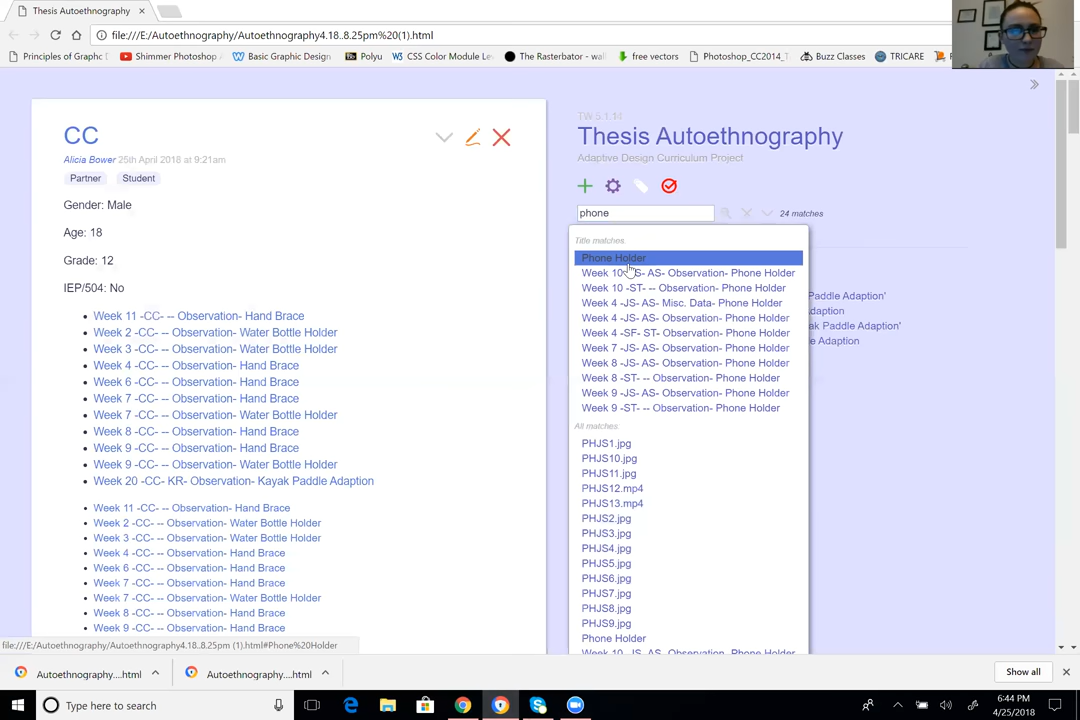 Thesis Autoethnography
file:///E:/Autoethnography/Autoethnography4.18..8.25pm%20(1).html
Principles of Graphc
Shimmer Photoshop
Basic Graphic Design
Polyu
CSS Color Module Le
The Rasterbator - wal
free vectors
Photoshop_CC2014_T
Buzz Classes
TRICARE
CC
Alicia Bower 25th April 2018 at 9:21am
Partner
Student
Gender: Male
Age: 18
Grade: 12
IEP/504: No
Week 11 -CC- -- Observation- Hand Brace
Week 2 -CC- -- Observation- Water Bottle Holder
Week 3 -CC- -- Observation- Water Bottle Holder
Week 4 -CC- -- Observation- Hand Brace
Week 6 -CC- -- Observation- Hand Brace
Week 7 -CC- -- Observation- Hand Brace
Week 7 -CC- -- Observation- Water Bottle Holder
Week 8 -CC- -- Observation- Hand Brace
Week 9 -CC- -- Observation- Hand Brace
Week 9 -CC- -- Observation- Water Bottle Holder
Week 20 -CC- KR- Observation- Kayak Paddle Adaption
Week 11 -CC- -- Observation- Hand Brace
Week 2 -CC- -- Observation- Water Bottle Holder
Week 3 -CC- -- Observation- Water Bottle Holder
Week 4 -CC- -- Observation- Hand Brace
Week 6 -CC- -- Observation- Hand Brace
Week 7 -CC- -- Observation- Hand Brace
Week 7 -CC- -- Observation- Water Bottle Holder
Week 8 -CC- -- Observation- Hand Brace
Week 9 -CC- -- Observation- Hand Brace
TW 5.1.14
Thesis Autoethnography
Adaptive Design Curriculum Project
phone
24 matches
Title matches:
Phone Holder
Week 10 -JS- AS- Observation- Phone Holder
Week 10 -ST- -- Observation- Phone Holder
Week 4 -JS- AS- Misc. Data- Phone Holder
Week 4 -JS- AS- Observation- Phone Holder
Week 4 -SF- ST- Observation- Phone Holder
Week 7 -JS- AS- Observation- Phone Holder
Week 8 -JS- AS- Observation- Phone Holder
Week 8 -ST- -- Observation- Phone Holder
Week 9 -JS- AS- Observation- Phone Holder
Week 9 -ST- -- Observation- Phone Holder
All matches:
PHJS1.jpg
PHJS10.jpg
PHJS11.jpg
PHJS12.mp4
PHJS13.mp4
PHJS2.jpg
PHJS3.jpg
PHJS4.jpg
PHJS5.jpg
PHJS6.jpg
PHJS7.jpg
PHJS8.jpg
PHJS9.jpg
Phone Holder
Week 10 -JS- AS- Observation- Phone Holder
Paddle Adaption'
daption
ak Paddle Adaption'
le Adaption
file:///E:/Autoethnography/Autoethnography4.18..8.25pm (1).html#Phone%20Holder
Autoethnography....html
Autoethnography....html
Show all
Type here to search
6:44 PM
4/25/2018